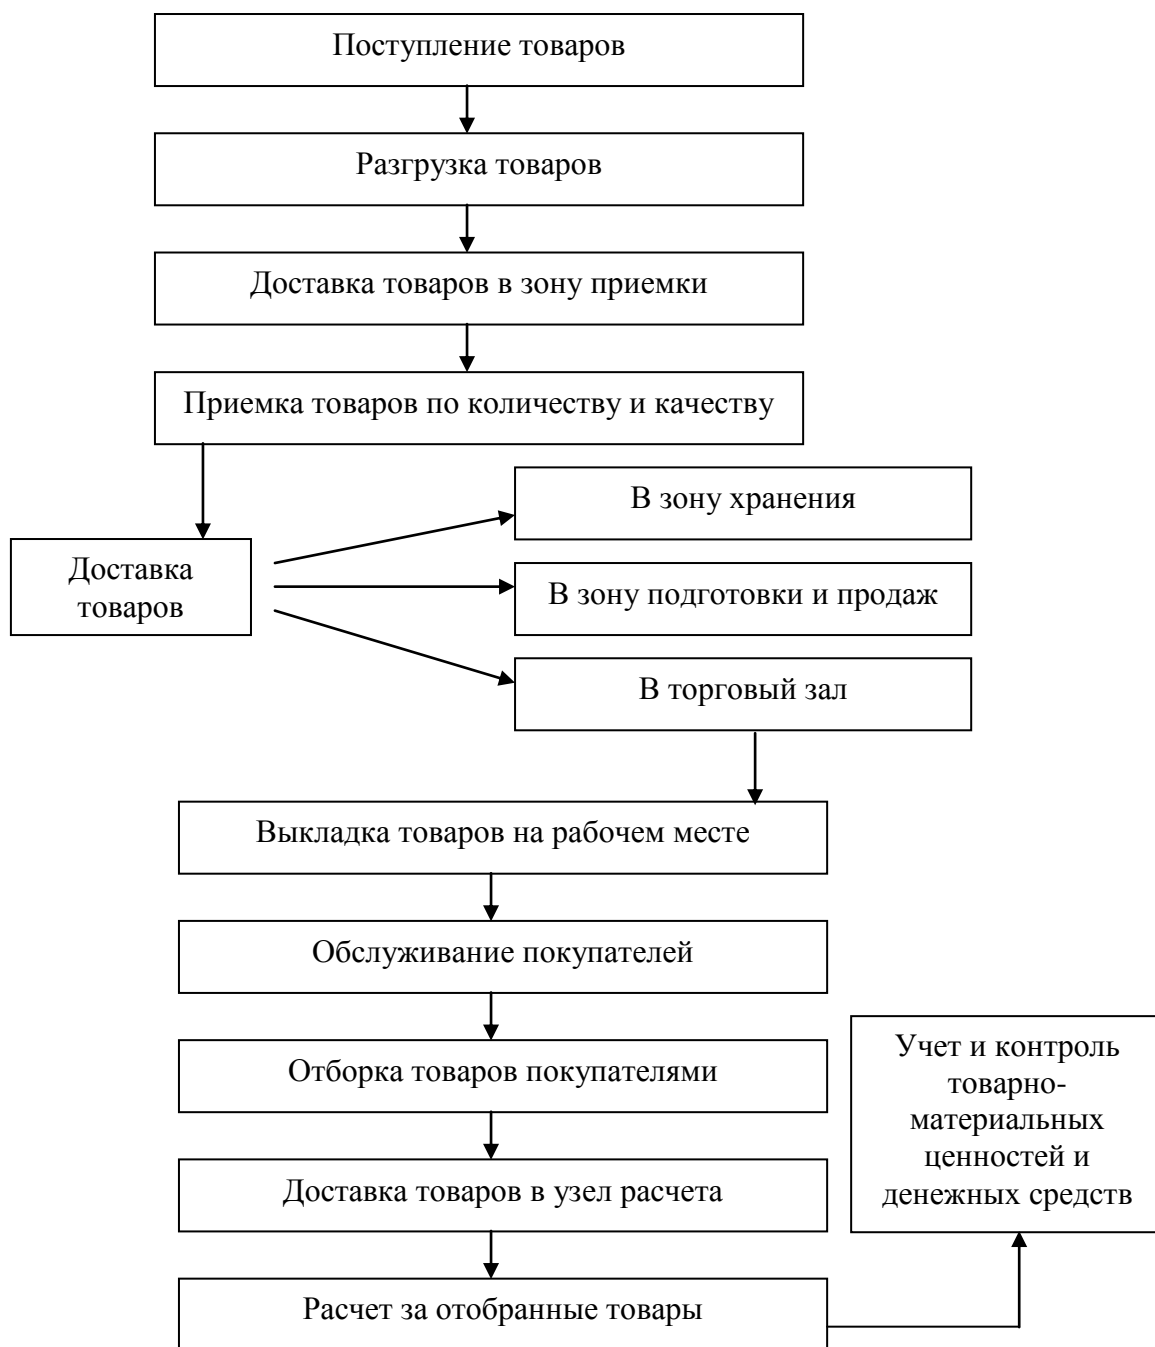 Поступление товаров
Разгрузка товаров
Доставка товаров в зону приемки
Приемка товаров по количеству и качеству
В зону хранения
Доставка
товаров
В зону подготовки и продаж
В торговый зал
Выкладка товаров на рабочем месте
Обслуживание покупателей
Отборка товаров покупателями
Доставка товаров в узел расчета
Расчет за отобранные товары
Учет и контроль
товарно-
материальных
ценностей и
денежных средств